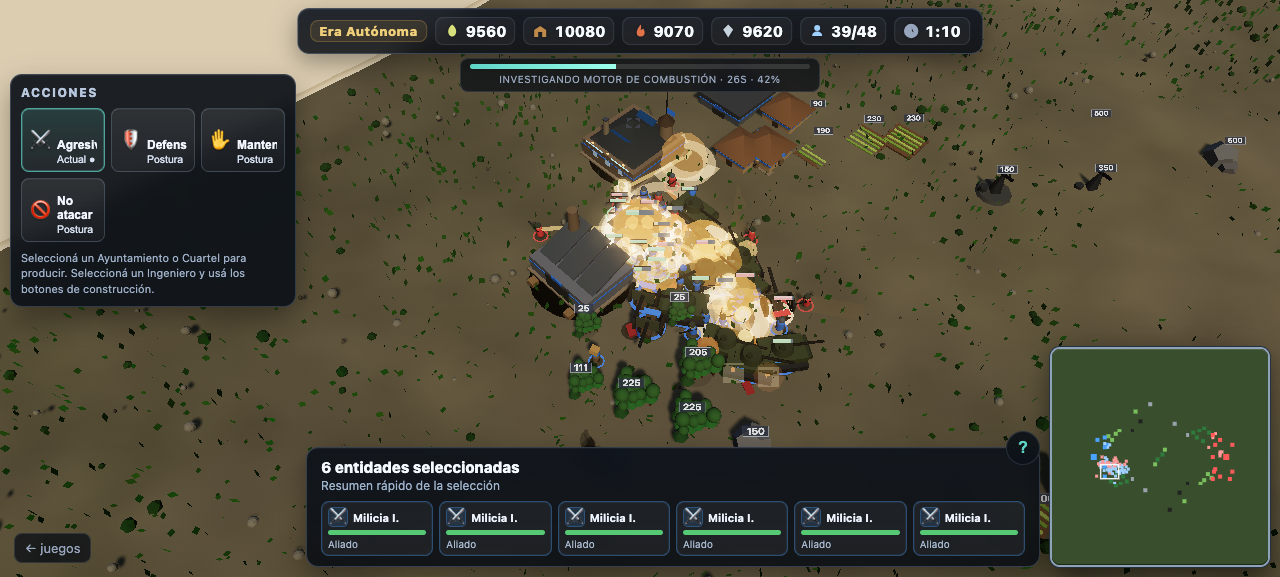 Era Autónoma
9560
10080
9070
9620
39/48
1:10
INVESTIGANDO MOTOR DE COMBUSTIÓN · 26S · 42%
ACCIONES
Agresiv
Actual ●
Defens
Postura
Manten
Postura
No atacar
Postura
Seleccioná un Ayuntamiento o Cuartel para
producir. Seleccioná un Ingeniero y usá los
botones de construcción.
90
190
230
230
500
600
150
350
25
25
111
205
225
225
150
6 entidades seleccionadas
Resumen rápido de la selección
?
Milicia I.
Aliado
Milicia I.
Aliado
Milicia I.
Aliado
Milicia I.
Aliado
Milicia I.
Aliado
Milicia I.
Aliado
← juegos